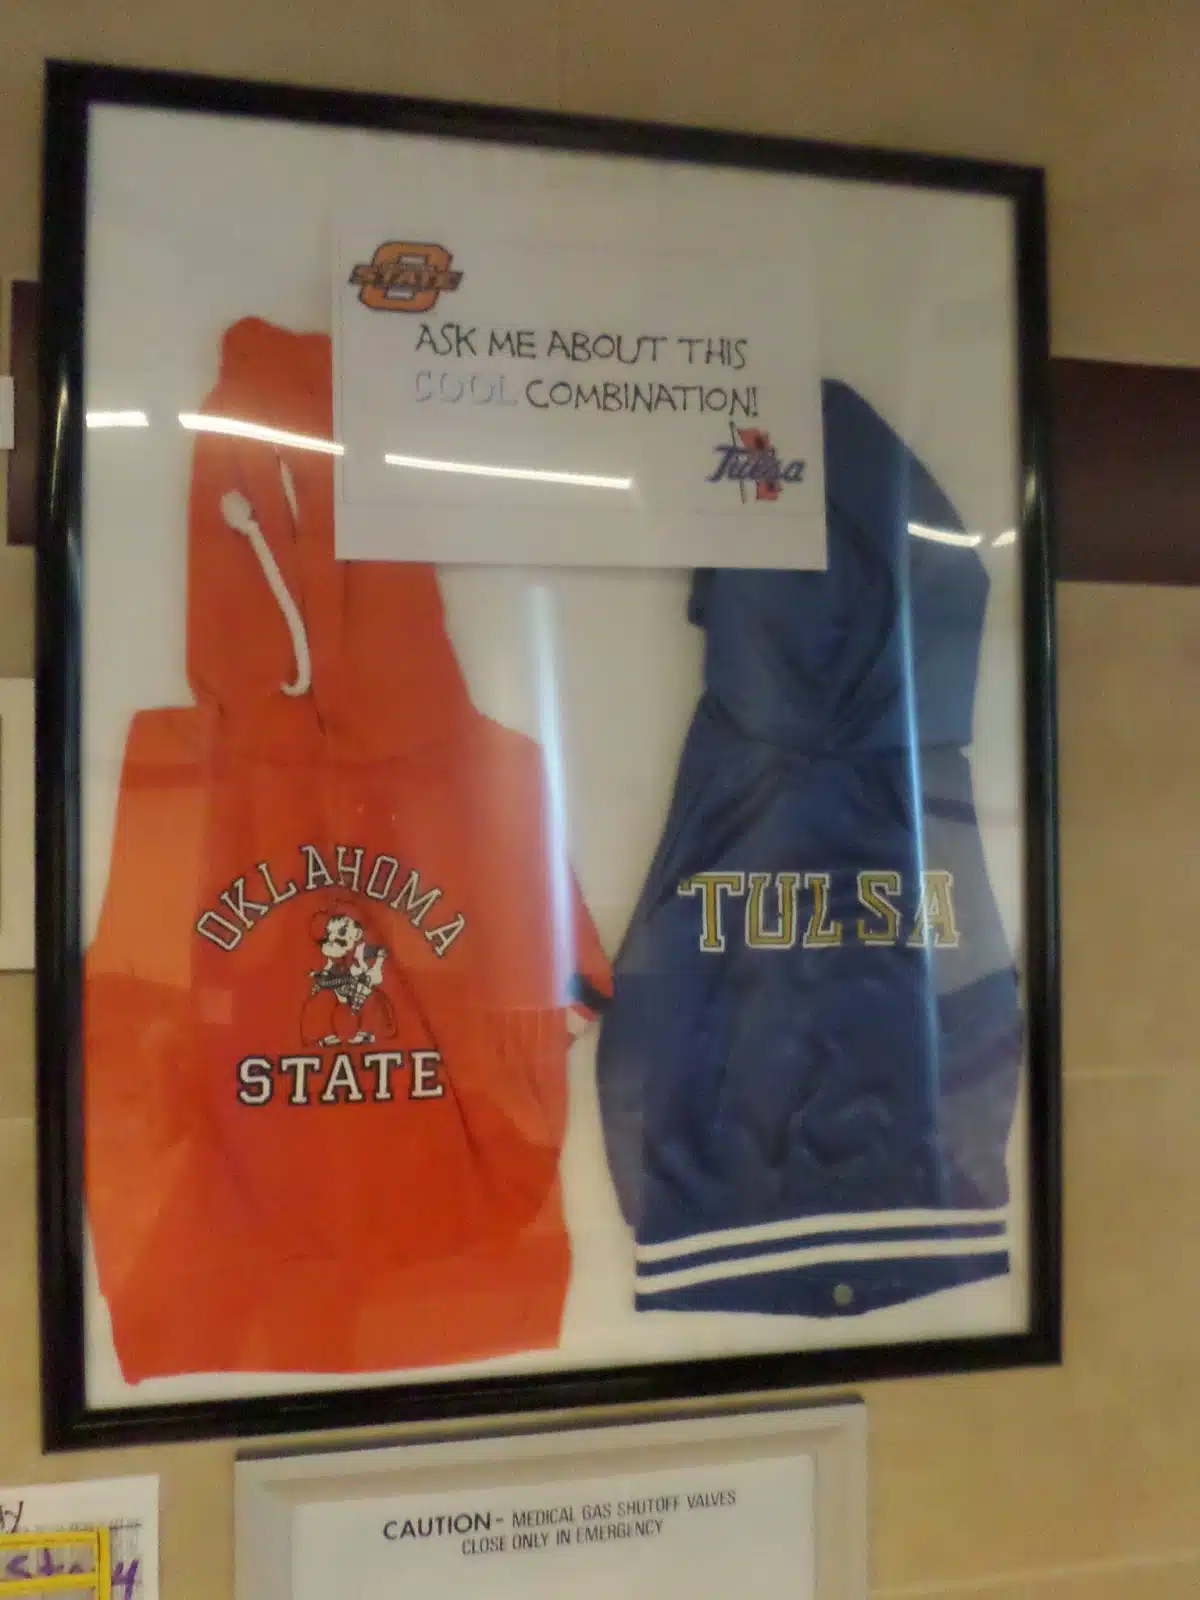 STATE
ASK ME ABOUT THIS
COOL COMBINATION!
Tulsa
OKLAHOMA
STATE
TULSA
CAUTION - MEDICAL GAS SHUTOFF VALVES
CLOSE ONLY IN EMERGENCY